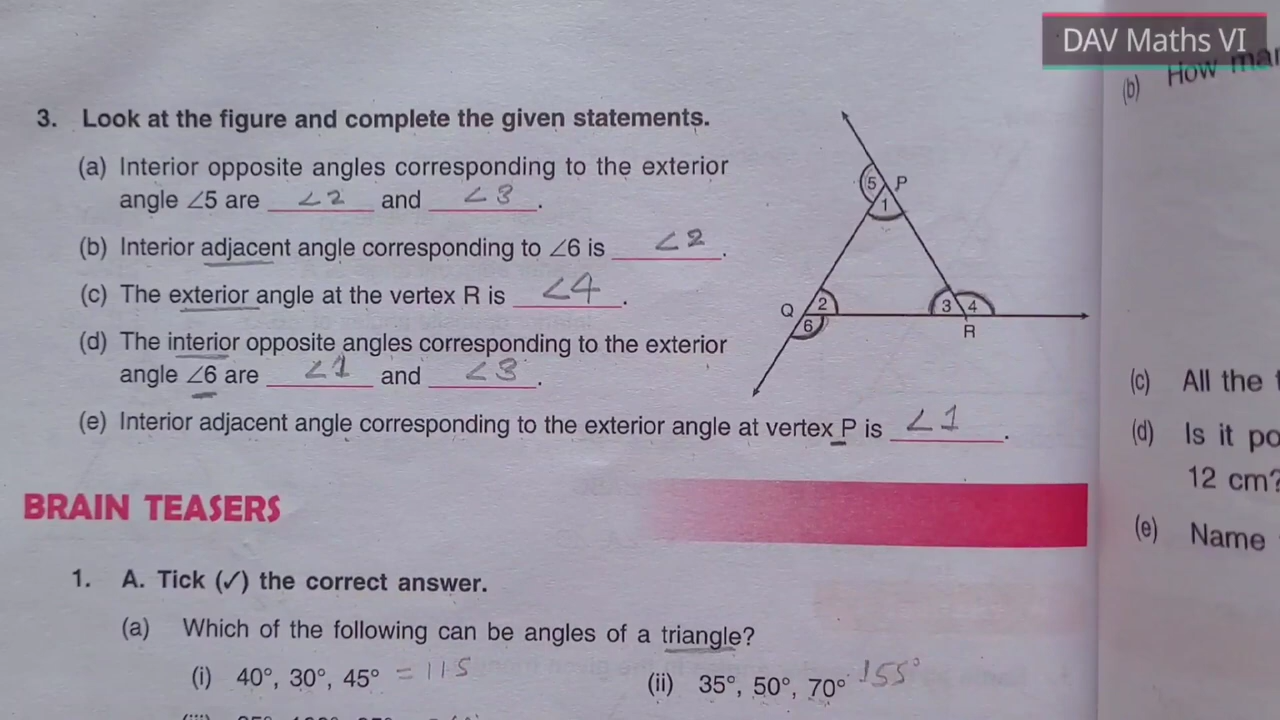 DAV Maths VI
(b) How
3. Look at the figure and complete the given statements.
(a) Interior opposite angles corresponding to the exterior
angle ∠5 are ∠2 and ∠3.
(b) Interior adjacent angle corresponding to ∠6 is ∠2.
(c) The exterior angle at the vertex R is ∠4.
(d) The interior opposite angles corresponding to the exterior
angle ∠6 are ∠1 and ∠3.
(e) Interior adjacent angle corresponding to the exterior angle at vertex P is ∠1.
5 P
1
Q 2 3 4
6 R
(c) All the
(d) Is it
12 cm?
(e) Name
BRAIN TEASERS
1. A. Tick (✓) the correct answer.
(a) Which of the following can be angles of a triangle?
(i) 40°, 30°, 45° = 115 (ii) 35°, 50°, 70° 155°